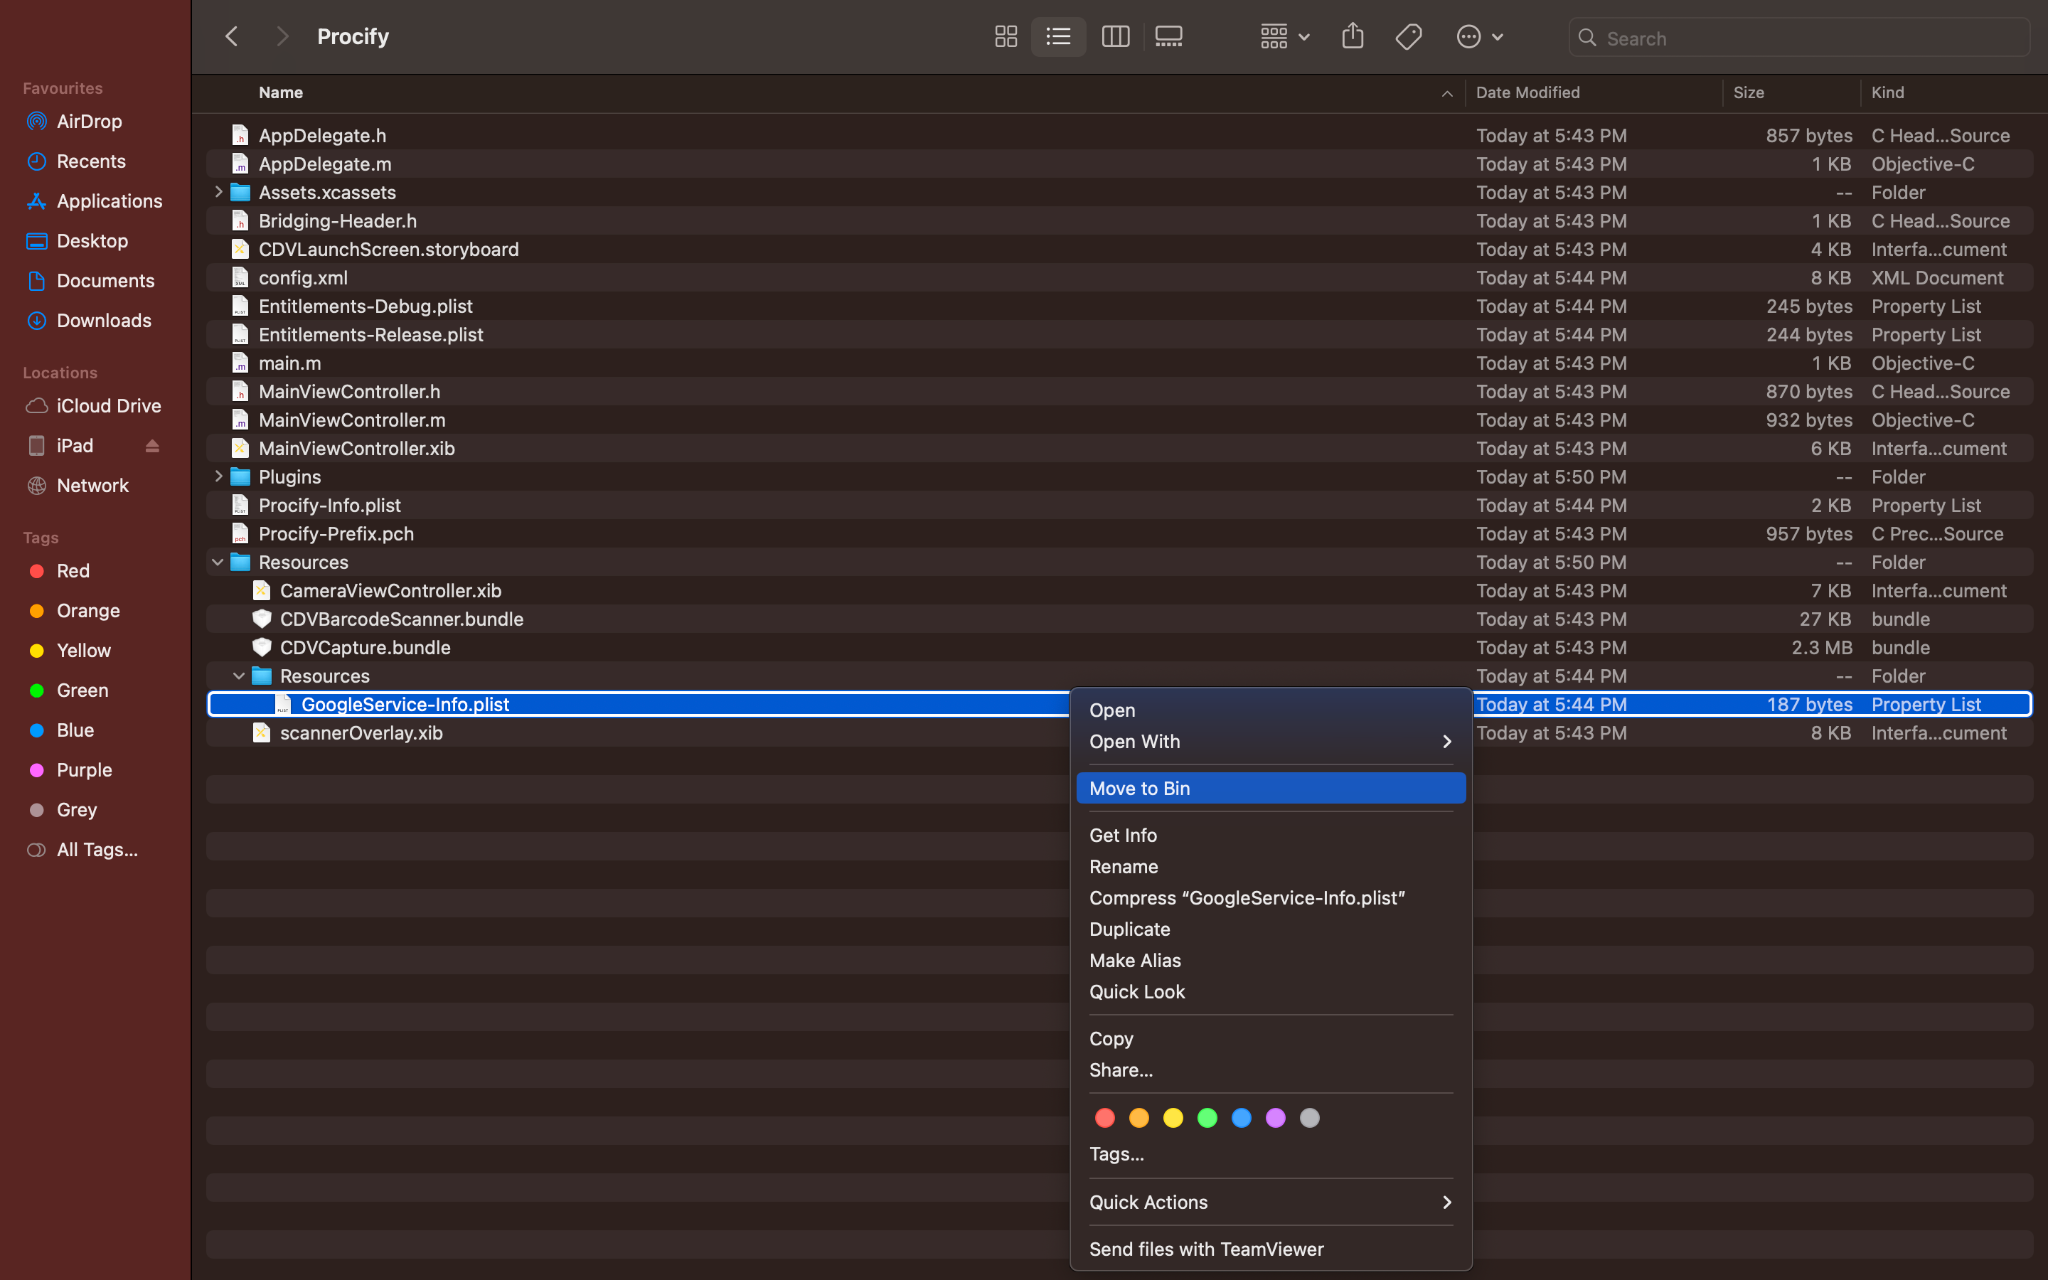 Procify
Search
Favourites
AirDrop
Recents
Applications
Desktop
Documents
Downloads
Locations
iCloud Drive
iPad
Network
Tags
Red
Orange
Yellow
Green
Blue
Purple
Grey
All Tags...
Name Date Modified Size Kind
AppDelegate.h Today at 5:43 PM 857 bytes C Head...Source
AppDelegate.m Today at 5:43 PM 1 KB Objective-C
Assets.xcassets Today at 5:43 PM -- Folder
Bridging-Header.h Today at 5:43 PM 1 KB C Head...Source
CDVLaunchScreen.storyboard Today at 5:43 PM 4 KB Interfa...cument
config.xml Today at 5:44 PM 8 KB XML Document
Entitlements-Debug.plist Today at 5:44 PM 245 bytes Property List
Entitlements-Release.plist Today at 5:44 PM 244 bytes Property List
main.m Today at 5:43 PM 1 KB Objective-C
MainViewController.h Today at 5:43 PM 870 bytes C Head...Source
MainViewController.m Today at 5:43 PM 932 bytes Objective-C
MainViewController.xib Today at 5:43 PM 6 KB Interfa...cument
Plugins Today at 5:50 PM -- Folder
Procify-Info.plist Today at 5:44 PM 2 KB Property List
Procify-Prefix.pch Today at 5:43 PM 957 bytes C Prec...Source
Resources Today at 5:50 PM -- Folder
CameraViewController.xib Today at 5:43 PM 7 KB Interfa...cument
CDVBarcodeScanner.bundle Today at 5:43 PM 27 KB bundle
CDVCapture.bundle Today at 5:43 PM 2.3 MB bundle
Resources Today at 5:44 PM -- Folder
GoogleService-Info.plist Today at 5:44 PM 187 bytes Property List
scannerOverlay.xib Today at 5:43 PM 8 KB Interfa...cument
Open
Open With
Move to Bin
Get Info
Rename
Compress “GoogleService-Info.plist”
Duplicate
Make Alias
Quick Look
Copy
Share...
Tags...
Quick Actions
Send files with TeamViewer